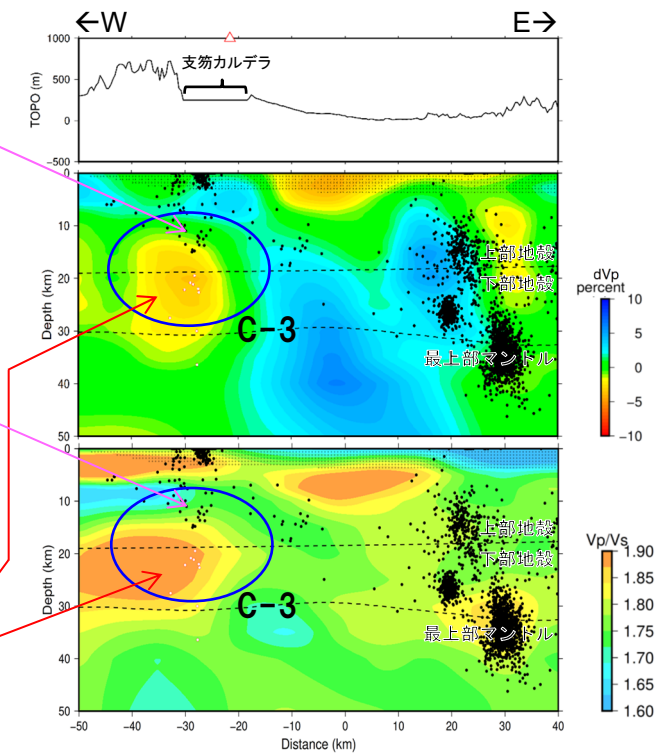 ←W
E→
1000
500
0
−500
TOPO (m)
支笏カルデラ
0
10
20
30
40
50
Depth (km)
上部地殻
下部地殻
C-3
最上部マントル
dVp
percent
10
5
0
−5
−10
0
10
20
30
40
50
Depth (km)
上部地殻
下部地殻
C-3
最上部マントル
Vp/Vs
1.90
1.85
1.80
1.75
1.70
1.65
1.60
−50
−40
−30
−20
−10
0
10
20
30
40
Distance (km)